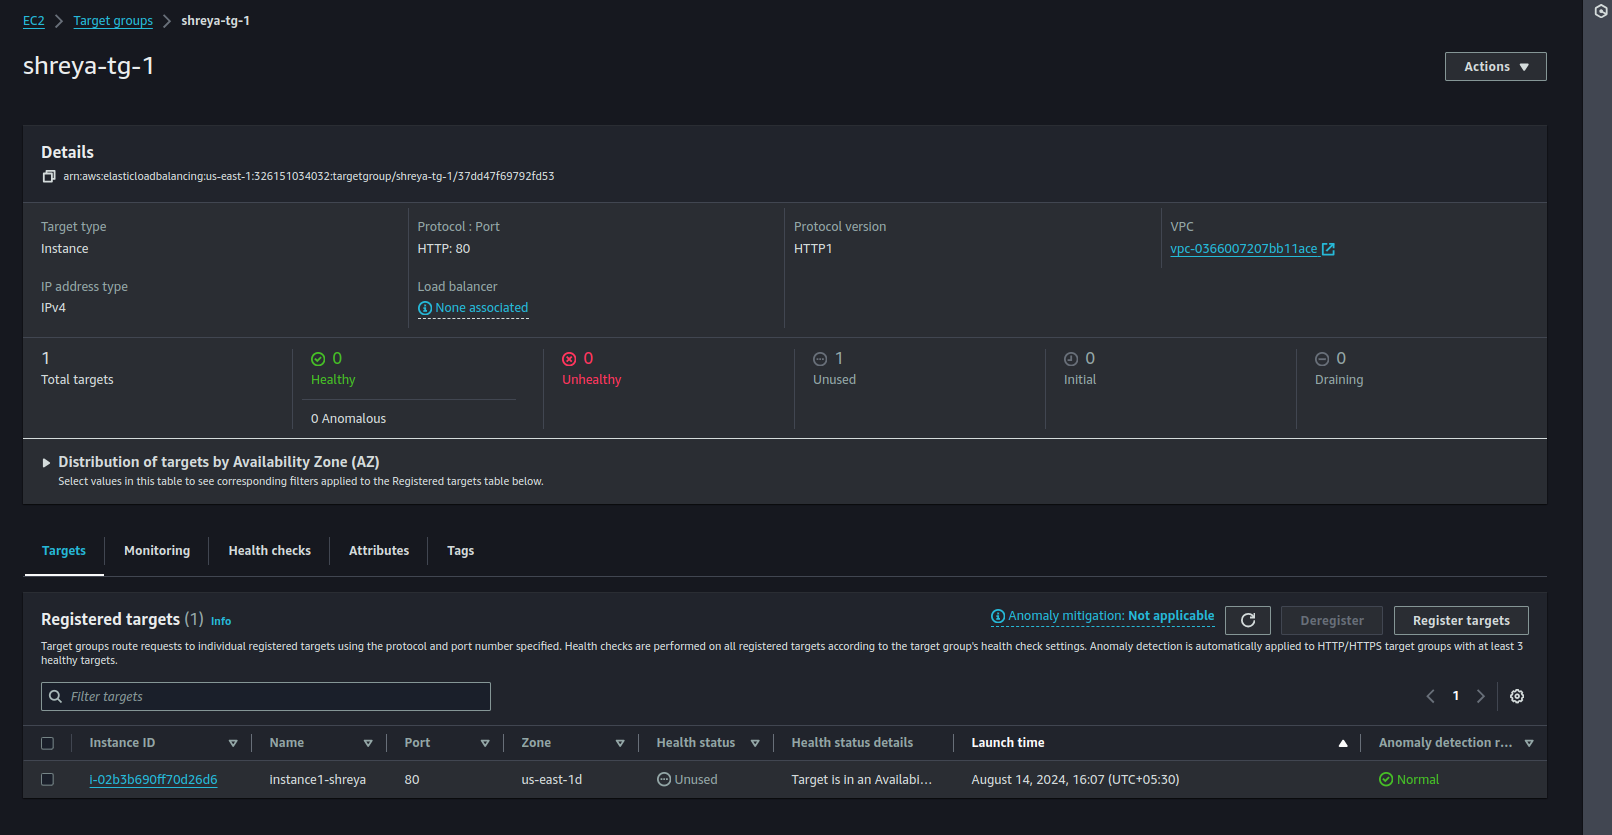 EC2 > Target groups > shreya-tg-1
shreya-tg-1
Actions
Details
arn:aws:elasticloadbalancing:us-east-1:326151034032:targetgroup/shreya-tg-1/37dd47f69792fd53
Target type
Instance
Protocol : Port
HTTP: 80
Protocol version
HTTP1
VPC
vpc-0366007207bb11ace
IP address type
IPv4
Load balancer
None associated
1
Total targets
0
Healthy
0 Anomalous
0
Unhealthy
1
Unused
0
Initial
0
Draining
Distribution of targets by Availability Zone (AZ)
Select values in this table to see corresponding filters applied to the Registered targets table below.
Targets Monitoring Health checks Attributes Tags
Registered targets (1) Info
Anomaly mitigation: Not applicable Deregister Register targets
Target groups route requests to individual registered targets using the protocol and port number specified. Health checks are performed on all registered targets according to the target group's health check settings. Anomaly detection is automatically applied to HTTP/HTTPS target groups with at least 3
healthy targets.
Filter targets
1
Instance ID Name Port Zone Health status Health status details Launch time Anomaly detection r...
i-02b3b690ff70d26d6 instance1-shreya 80 us-east-1d Unused Target is in an Availabi... August 14, 2024, 16:07 (UTC+05:30) Normal